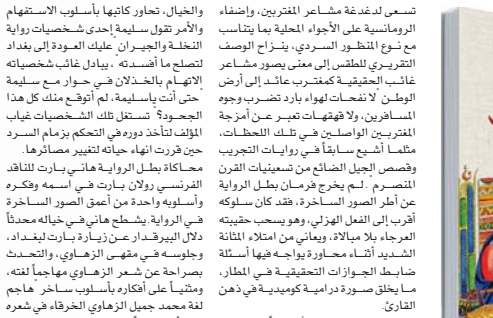 تسعى لدغدغة مشاعر المغتربين، وإضفاء
الرومانسية على الأجواء المحلية بما يتناسب
مع نوع المنظور السردي، ينزاح الوصف
التقريري للطقس إلى معنى يصور مشاعر
غائب الحقيقية كمغترب عائد إلى أرض
الوطن "لا نفحات لهواء بارد تضرب وجوه
المسافرين، ولا قهقهات تعبر عن أمزجة
المغتربين الواصلين في تلك اللحظات،
مثلما أشيع سابقاً في روايات التجريب
وقصص الجيل الضائع من تسعينيات القرن
المنصرم". لم يخرج فرمان بطل الرواية
عن أطر الصور الساخرة، فقد كان سلوكه
أقرب إلى الفعل الهزلي، وهو يسحب حقيبته
العرجاء بلا مبالاة، ويعاني من امتلاء المثانة
الشديد أثناء محاورة يواجه فيها أسئلة
ضابط الجوازات التحقيقية في المطار،
ما يخلق صورة درامية كوميدية في ذهن
القارئ.
والخيال، تحاور كاتبها بأسلوب الاستفهام
والأمر تقول سليمة إحدى شخصيات رواية
النخلة والجيران "عليك العودة إلى بغداد
لتصلح ما أفسدته"، يبادل غائب شخصياته
الاتهام بالخذلان في حوار مع سليمة
"حتى أنت ياسليمة، لم أتوقع منك كل هذا
الجحود؟" تستغل تلك الشخصيات غياب
المؤلف لتأخذ دوره في التحكم بزمام السرد
حين قررت انهاء حياته لتغيير مصائرها.
محاكاة بطل الرواية هاني بارت للناقد
الفرنسي رولان بارت في اسمه وفكره
وأسلوبه واحدة من أعمق الصور الساخرة
في الرواية. يشطح هاني في خياله محدثاً
دلال البيرقدار عن زيارة بارت لبغداد،
وجلوسه في مقهى الزهاوي، والتحدث
بصراحة عن شعر الزهاوي مهاجماً لغته،
ومثنياً على أفكاره بأسلوب ساخر "هاجم
لغة محمد جميل الزهاوي الخرقاء في شعره